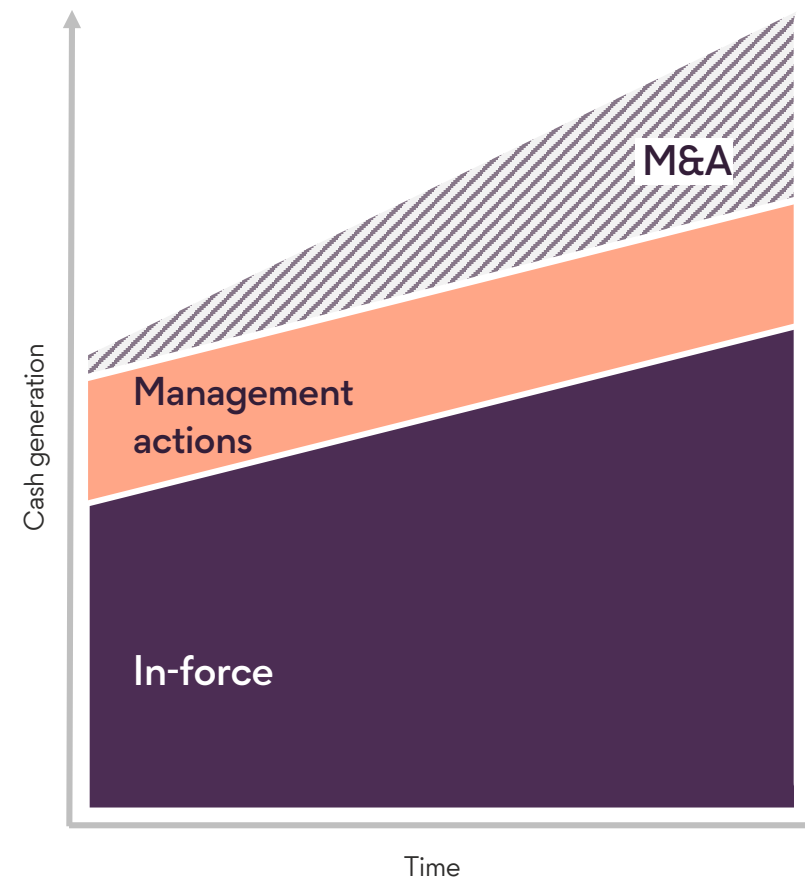 M&A
Management
actions
In-force
Cash generation
Time